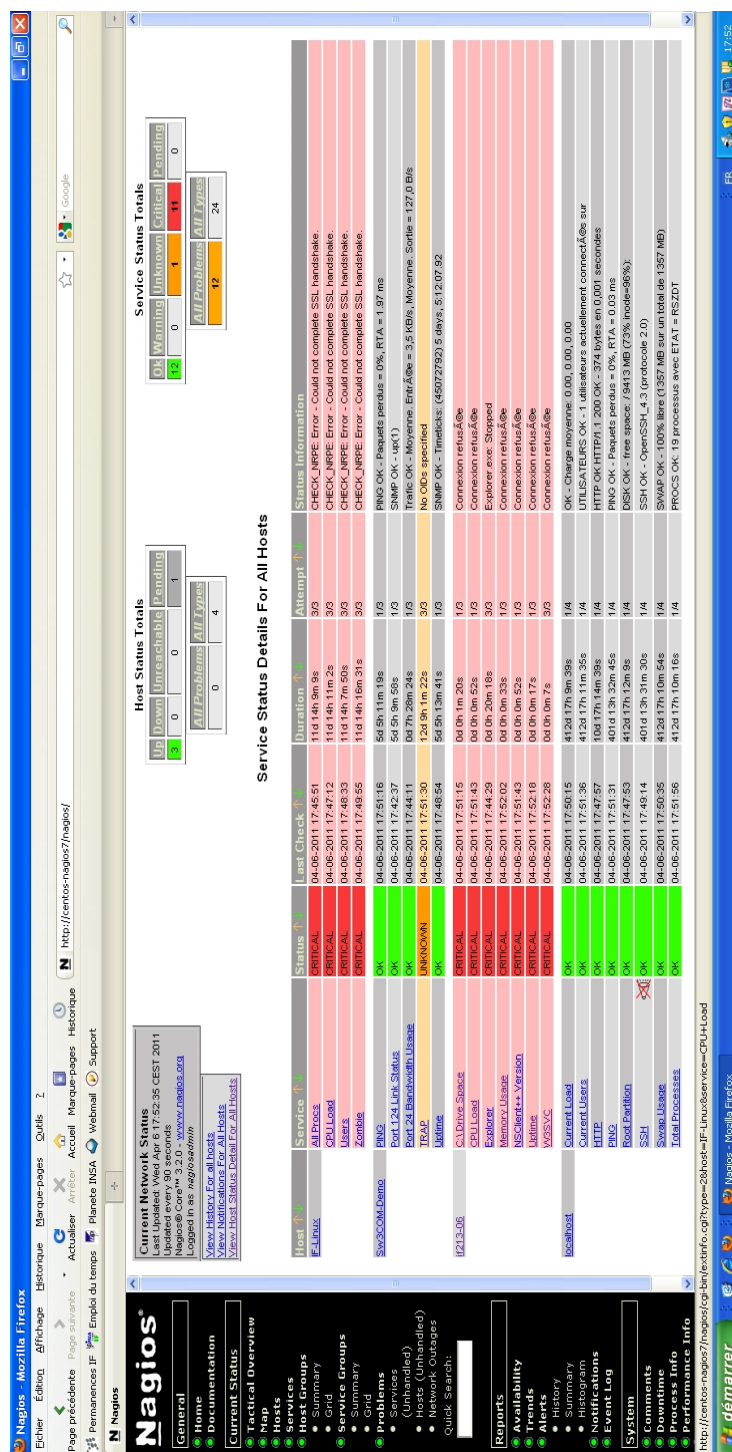 Nagios - Mozilla Firefox
Fichier Édition Affichage Historique Marque-pages Outils ?
Page précédente Page suivante Actualiser Arrêter Accueil Marque-pages Historique
http://centos-nagios7/nagios/
Google
Permanences IF Emploi du temps Planete INSA Webmail Support
Nagios
Nagios®
General
Home
Documentation
Current Status
Tactical Overview
Map
Hosts
Services
Host Groups
Summary
Grid
Service Groups
Summary
Grid
Problems
Services
(Unhandled)
Hosts (Unhandled)
Network Outages
Quick Search:
Reports
Availability
Trends
Alerts
History
Summary
Histogram
Notifications
Event Log
System
Comments
Downtime
Process Info
Performance Info
Current Network Status
Last Updated: Wed Apr 6 17:52:35 CEST 2011
Updated every 90 seconds
Nagios® Core™ 3.2.0 - www.nagios.org
Logged in as nagiosadmin
View History For all hosts
View Notifications For All Hosts
View Host Status Detail For All Hosts
Host Status Totals
Up Down Unreachable Pending
3 0 0 1
All Problems All Types
0 4
Service Status Totals
Ok Warning Unknown Critical Pending
12 0 1 11 0
All Problems All Types
12 24
Service Status Details For All Hosts
Host Service Status Last Check Duration Attempt Status Information
IF-Linux All Procs CRITICAL 04-06-2011 17:45:51 11d 14h 9m 9s 3/3 CHECK_NRPE: Error - Could not complete SSL handshake.
CPU Load CRITICAL 04-06-2011 17:47:12 11d 14h 11m 2s 3/3 CHECK_NRPE: Error - Could not complete SSL handshake.
Users CRITICAL 04-06-2011 17:48:33 11d 14h 7m 50s 3/3 CHECK_NRPE: Error - Could not complete SSL handshake.
Zombie CRITICAL 04-06-2011 17:49:55 11d 14h 16m 31s 3/3 CHECK_NRPE: Error - Could not complete SSL handshake.
Sw3COM-Demo PING OK 04-06-2011 17:51:16 5d 5h 11m 19s 1/3 PING OK - Paquets perdus = 0%, RTA = 1.97 ms
Port 1 24 Link Status OK 04-06-2011 17:42:37 5d 5h 9m 58s 1/3 SNMP OK - up(1)
Port 24 Bandwidth Usage OK 04-06-2011 17:44:11 0d 7h 28m 24s 1/3 Trafic OK - Moyenne. EntrÃ©e = 3,5 KB/s, Moyenne. Sortie = 127,0 B/s
TRAP UNKNOWN 04-06-2011 17:51:30 12d 9h 1m 22s 3/3 No OIDs specified
Uptime OK 04-06-2011 17:48:54 5d 5h 13m 41s 1/3 SNMP OK - Timeticks: (45072792) 5 days, 5:12:07.92
if213-06 C:\ Drive Space CRITICAL 04-06-2011 17:51:15 0d 0h 1m 20s 1/3 Connexion refusÃ©e
CPU Load CRITICAL 04-06-2011 17:51:43 0d 0h 0m 52s 1/3 Connexion refusÃ©e
Explorer CRITICAL 04-06-2011 17:44:29 0d 0h 20m 18s 3/3 Explorer.exe: Stopped
Memory Usage CRITICAL 04-06-2011 17:52:02 0d 0h 0m 33s 1/3 Connexion refusÃ©e
NSClient++ Version CRITICAL 04-06-2011 17:51:43 0d 0h 0m 52s 1/3 Connexion refusÃ©e
Uptime CRITICAL 04-06-2011 17:52:18 0d 0h 0m 17s 1/3 Connexion refusÃ©e
W3SVC CRITICAL 04-06-2011 17:52:28 0d 0h 0m 7s 3/3 Connexion refusÃ©e
localhost Current Load OK 04-06-2011 17:50:15 412d 17h 9m 39s 1/4 OK - Charge moyenne: 0.00, 0.00, 0.00
Current Users OK 04-06-2011 17:51:36 412d 17h 11m 35s 1/4 UTILISATEURS OK - 1 utilisateurs actuellement connectÃ©s sur
HTTP OK 04-06-2011 17:47:57 10d 17h 14m 39s 1/4 HTTP OK HTTP/1.1 200 OK - 374 bytes en 0,001 secondes
PING OK 04-06-2011 17:51:31 401d 13h 32m 45s 1/4 PING OK - Paquets perdus = 0%, RTA = 0.03 ms
Root Partition OK 04-06-2011 17:47:53 412d 17h 12m 9s 1/4 DISK OK - free space: / 9413 MB (73% inode=96%):
SSH OK 04-06-2011 17:49:14 401d 13h 31m 30s 1/4 SSH OK - OpenSSH_4.3 (protocole 2.0)
Swap Usage OK 04-06-2011 17:50:35 412d 17h 10m 54s 1/4 SWAP OK - 100% libre (1357 MB sur un total de 1357 MB)
Total Processes OK 04-06-2011 17:51:56 412d 17h 10m 16s 1/4 PROCS OK: 19 processus avec ETAT = RSZDT
http://centos-nagios7/nagios/cgi-bin/extinfo.cgi?type=2&host=IF-Linux&service=CPU+Load
démarrer
Nagios - Mozilla Firefox
FR
17:52